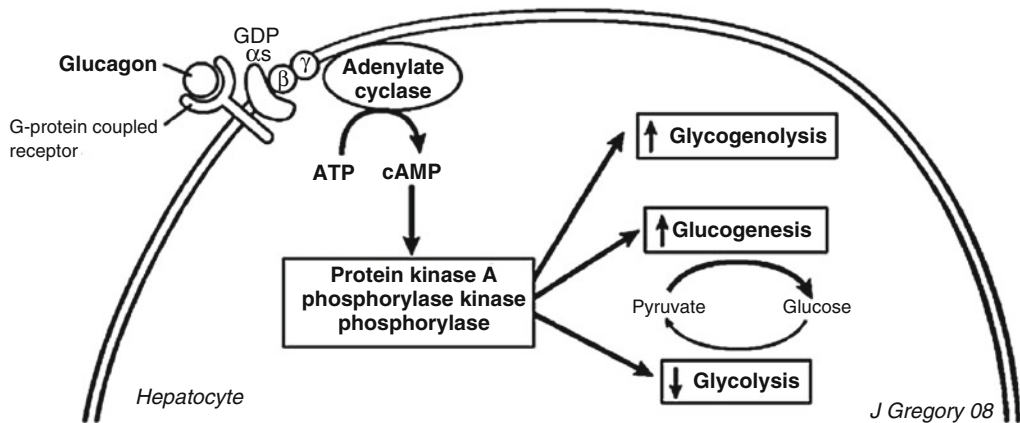 GDP
αs
β
γ
Glucagon
G-protein coupled
receptor
Adenylate
cyclase
ATP
cAMP
Protein kinase A
phosphorylase kinase
phosphorylase
Glycogenolysis
Glucogenesis
Pyruvate
Glucose
Glycolysis
Hepatocyte
J Gregory 08